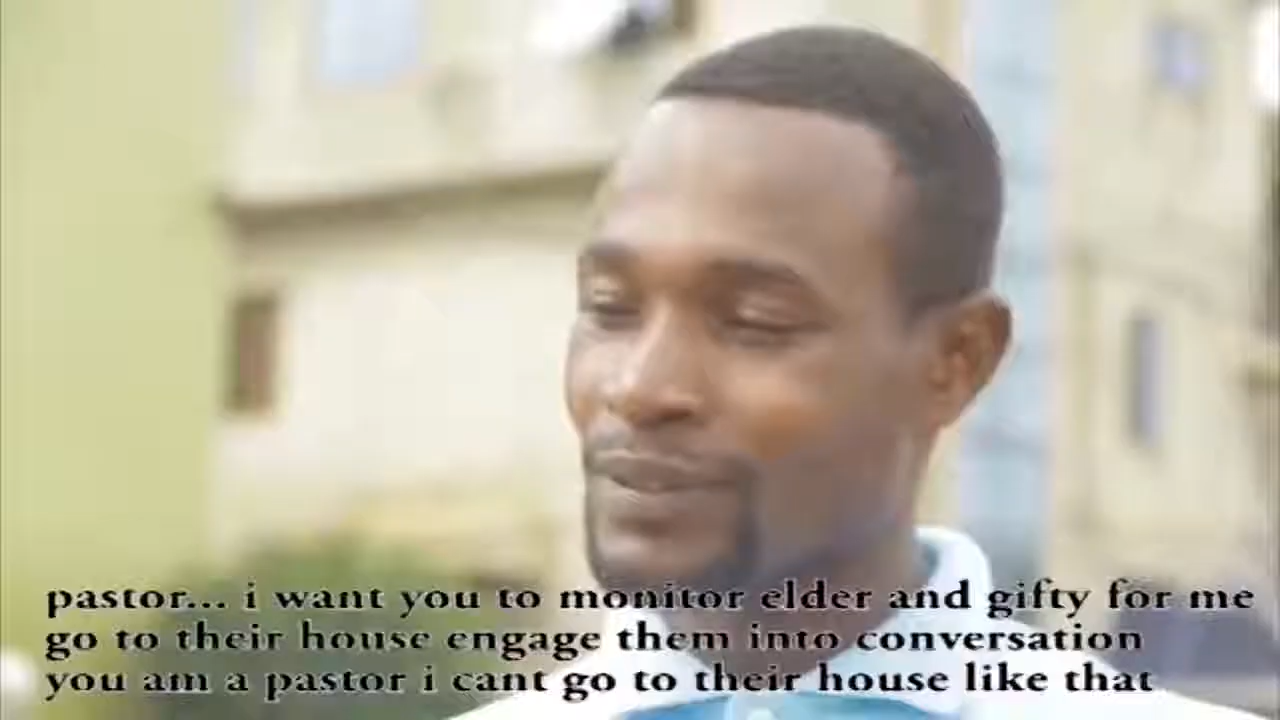 pastor... i want you to monitor elder and gifty for me
go to their house engage them into conversation
you am a pastor i cant go to their house like that